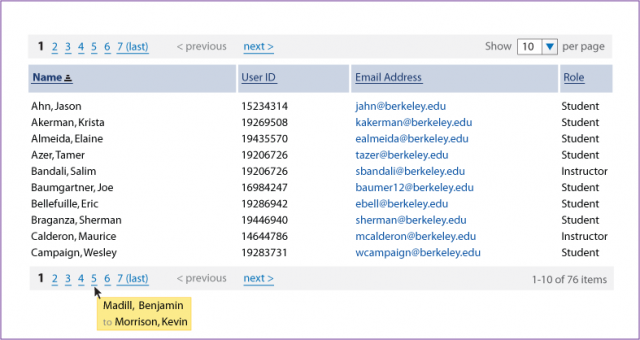 1 2 3 4 5 6 7 (last) < previous next > Show 10 per page
Name User ID Email Address Role
Ahn, Jason 15234314 jahn@berkeley.edu Student
Akerman, Krista 19269508 kakerman@berkeley.edu Student
Almeida, Elaine 19435570 ealmeida@berkeley.edu Student
Azer, Tamer 19206726 tazer@berkeley.edu Student
Bandali, Salim 19206726 sbandali@berkeley.edu Instructor
Baumgartner, Joe 16984247 baumer12@berkeley.edu Student
Bellefuille, Eric 19286942 ebell@berkeley.edu Student
Braganza, Sherman 19446940 sherman@berkeley.edu Student
Calderon, Maurice 14644786 mcalderon@berkeley.edu Instructor
Campaign, Wesley 19283731 wcampaign@berkeley.edu Student
1 2 3 4 5 6 7 (last) < previous next > 1-10 of 76 items
Madill, Benjamin
to Morrison, Kevin